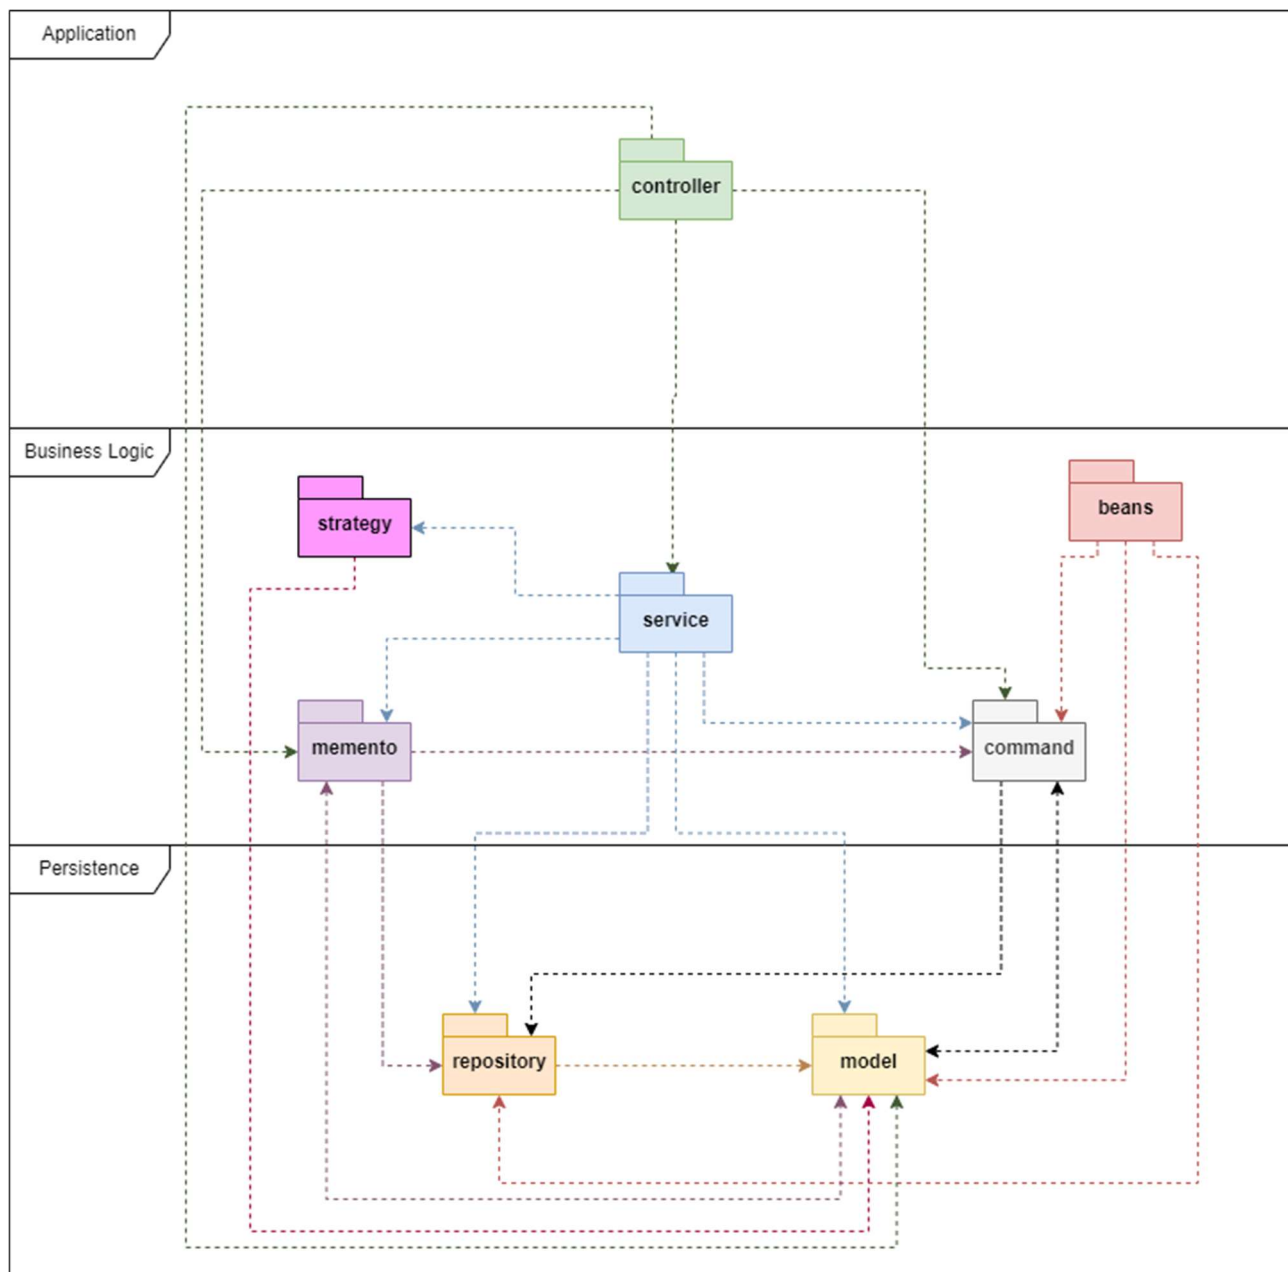 Application
controller
Business Logic
beans
strategy
service
memento
command
Persistence
repository
model